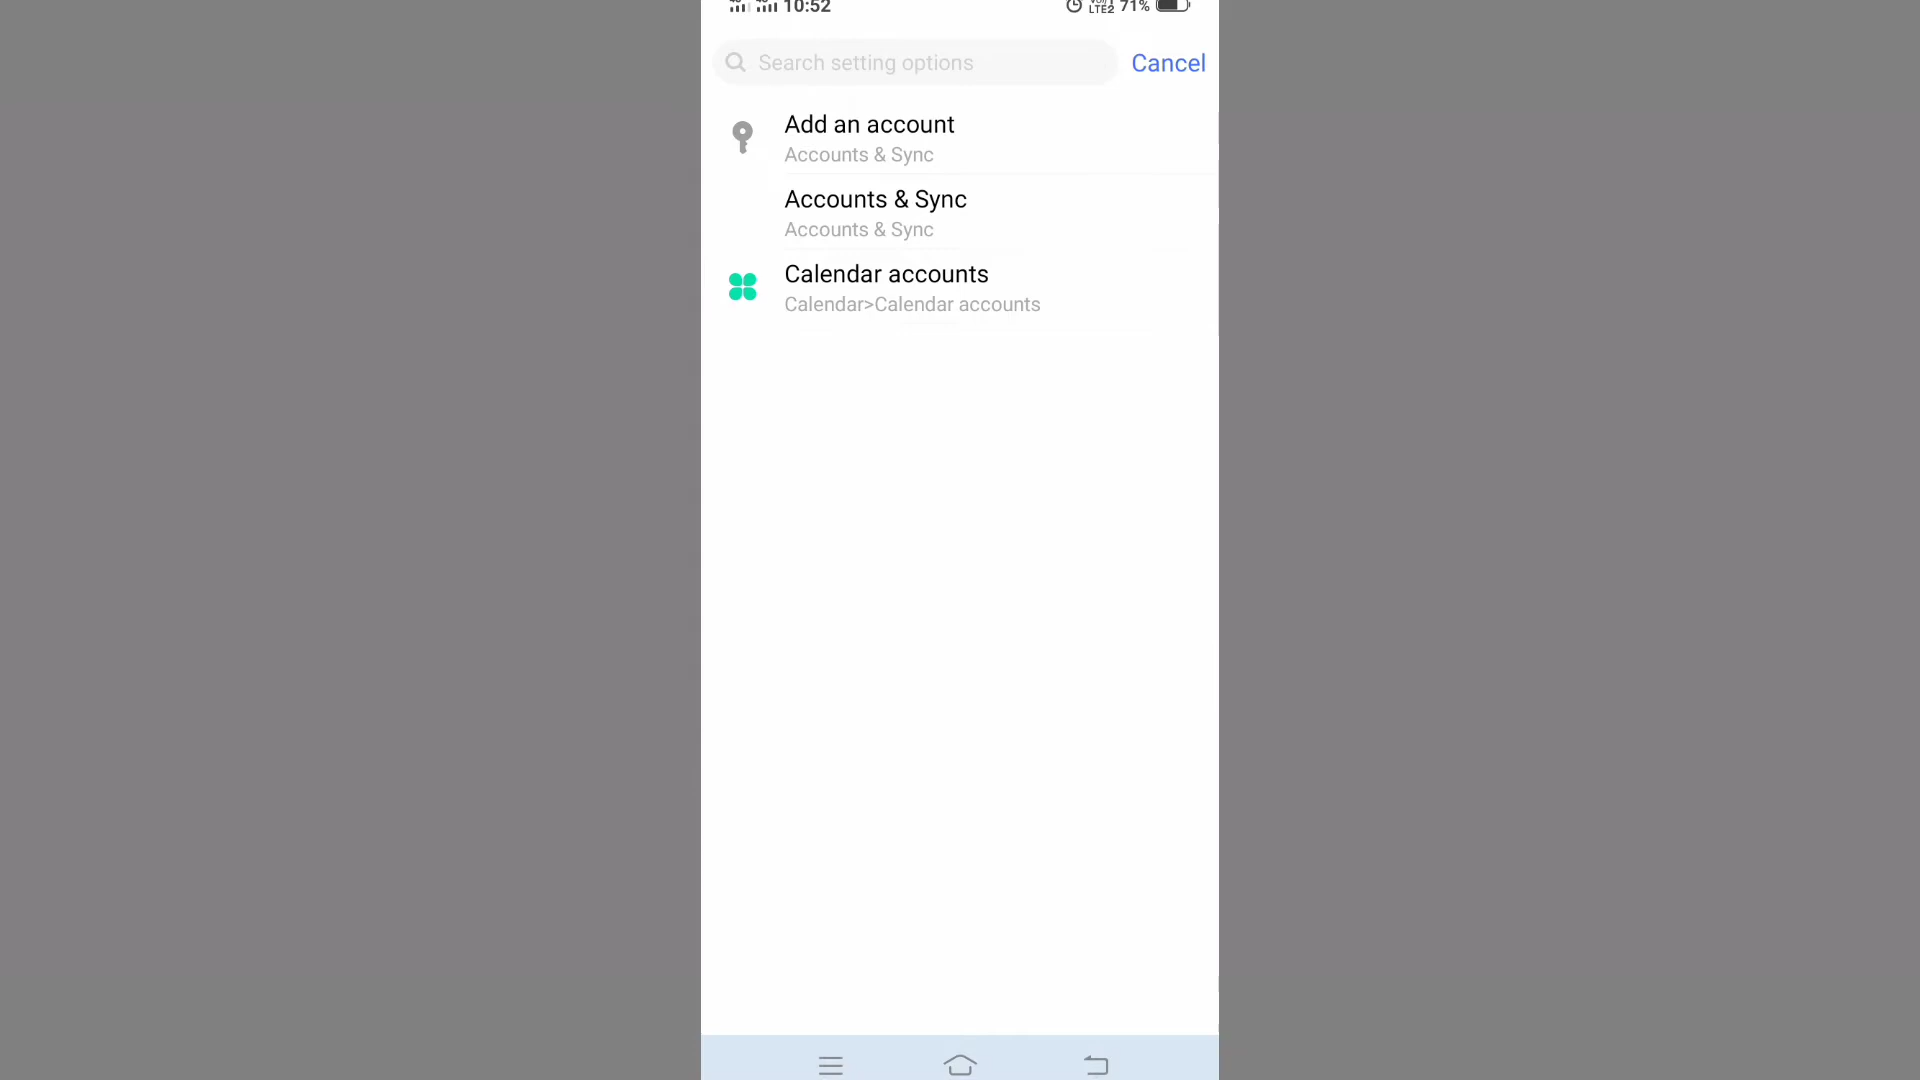 10:52
LTE2 71%
Search setting options
Cancel
Add an account
Accounts & Sync
Accounts & Sync
Accounts & Sync
Calendar accounts
Calendar>Calendar accounts